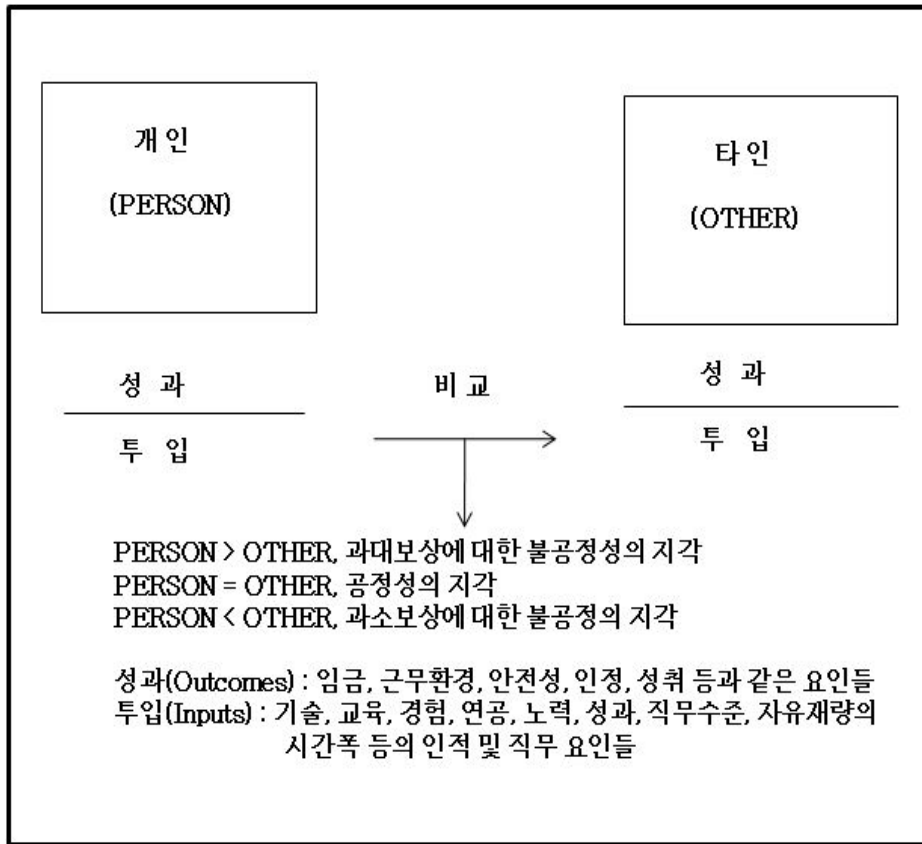 개 인
(PERSON)
타 인
(OTHER)
성 과
투 입
비 교
성 과
투 입
PERSON > OTHER, 과대보상에 대한 불공정성의 지각
PERSON = OTHER, 공정성의 지각
PERSON < OTHER, 과소보상에 대한 불공정의 지각
성과(Outcomes) : 임금, 근무환경, 안전성, 인정, 성취 등과 같은 요인들
투입(Inputs) : 기술, 교육, 경험, 연공, 노력, 성과, 직무수준, 자유재량의
시간폭 등의 인적 및 직무 요인들